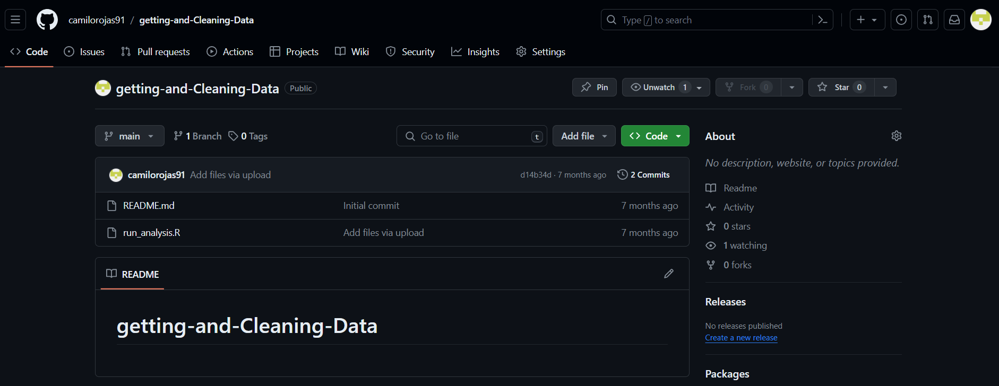 camilorojas91 / getting-and-Cleaning-Data
Type / to search
Code Issues Pull requests Actions Projects Wiki Security Insights Settings
getting-and-Cleaning-Data Public
Pin Unwatch 1 Fork 0 Star 0
main 1 Branch 0 Tags
Go to file t Add file Code
camilorojas91 Add files via upload d14b34d · 7 months ago 2 Commits
README.md Initial commit 7 months ago
run_analysis.R Add files via upload 7 months ago
README
getting-and-Cleaning-Data
About
No description, website, or topics provided.
Readme
Activity
0 stars
1 watching
0 forks
Releases
No releases published
Create a new release
Packages